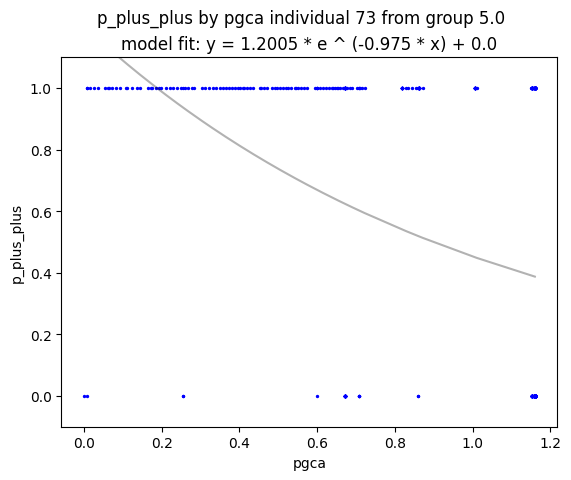 p_plus_plus by pgca individual 73 from group 5.0
model fit: y = 1.2005 * e ^ (-0.975 * x) + 0.0
1.0
0.8
0.6
0.4
0.2
0.0
p_plus_plus
0.0 0.2 0.4 0.6 0.8 1.0 1.2
pgca